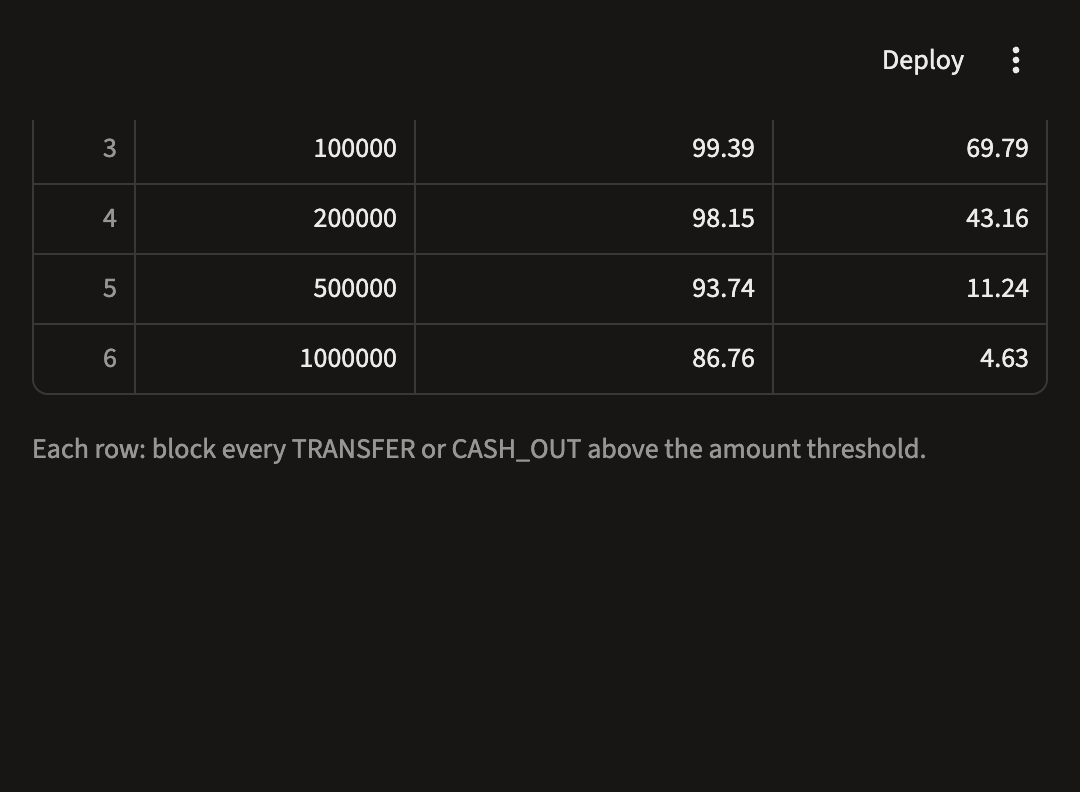 Deploy
3 100000 99.39 69.79
4 200000 98.15 43.16
5 500000 93.74 11.24
6 1000000 86.76 4.63
Each row: block every TRANSFER or CASH_OUT above the amount threshold.